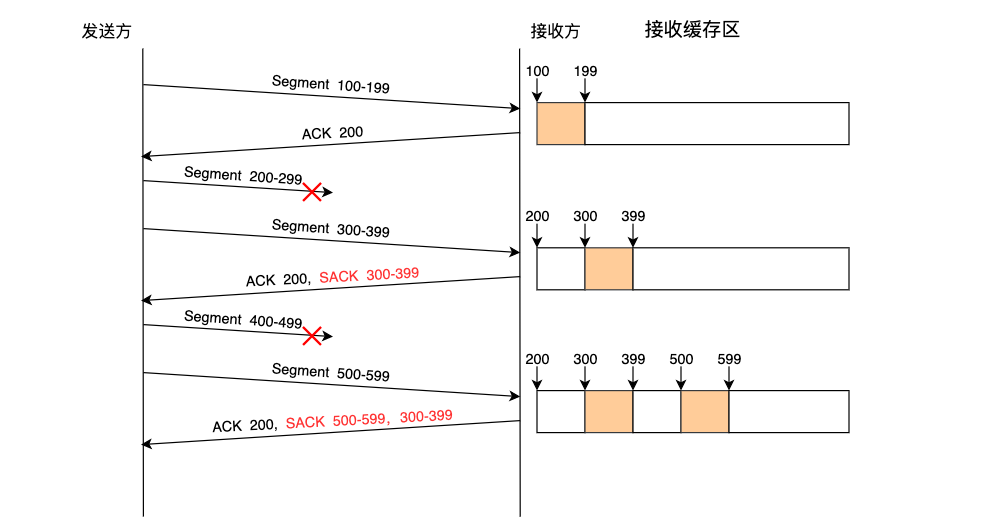 发送方 接收方 接收缓存区
Segment 100-199
100 199
ACK 200
Segment 200-299
Segment 300-399
200 300 399
ACK 200, SACK 300-399
Segment 400-499
Segment 500-599
200 300 399 500 599
ACK 200, SACK 500-599, 300-399